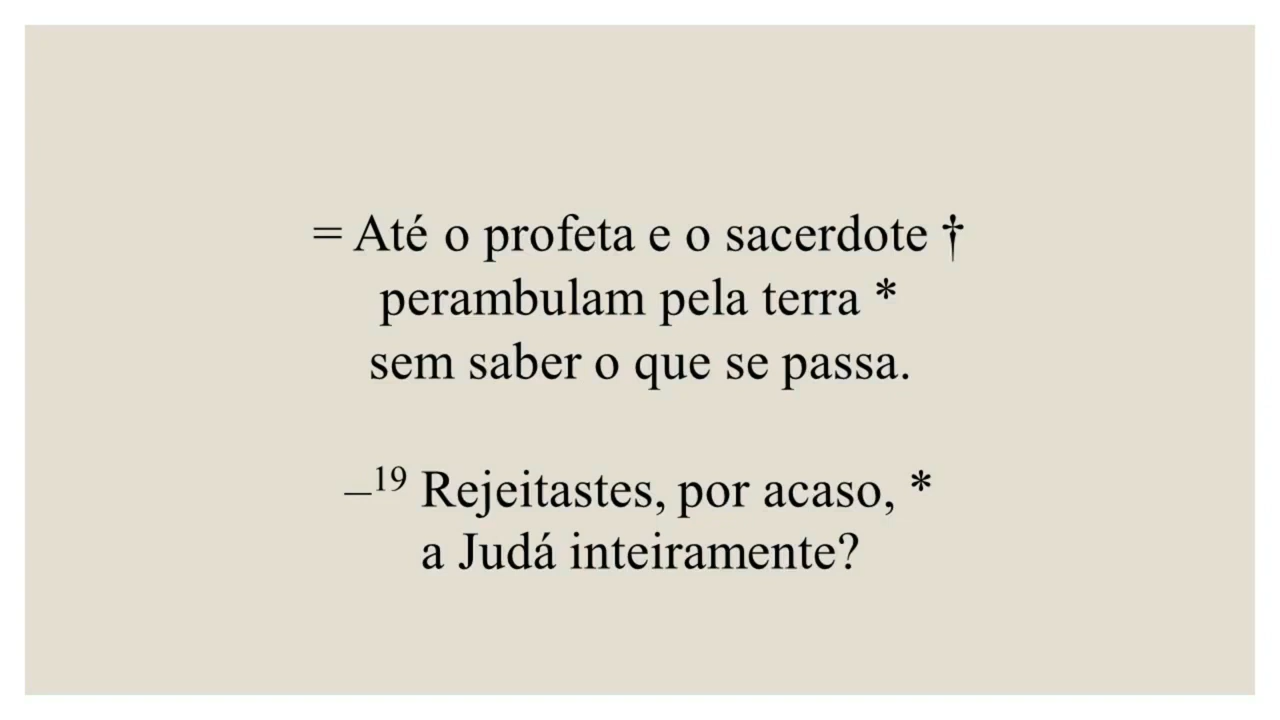 = Até o profeta e o sacerdote †
perambulam pela terra *
sem saber o que se passa.
–¹⁹ Rejeitastes, por acaso, *
a Judá inteiramente?